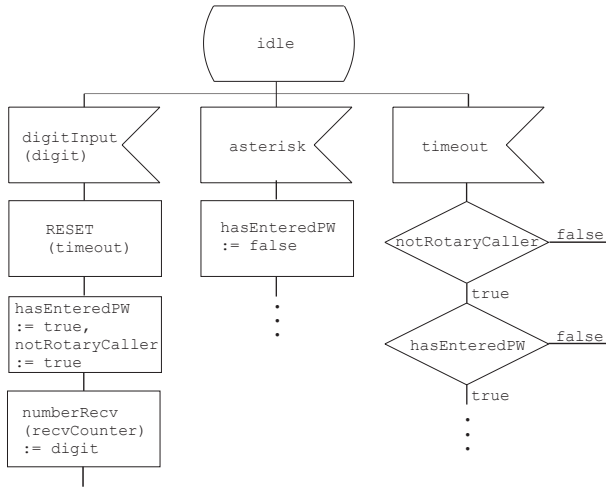 idle
digitInput
(digit)
asterisk
timeout
RESET
(timeout)
hasEnteredPW
:= false
notRotaryCaller
false
true
hasEnteredPW
:= true,
notRotaryCaller
:= true
hasEnteredPW
false
true
numberRecv
(recvCounter)
:= digit